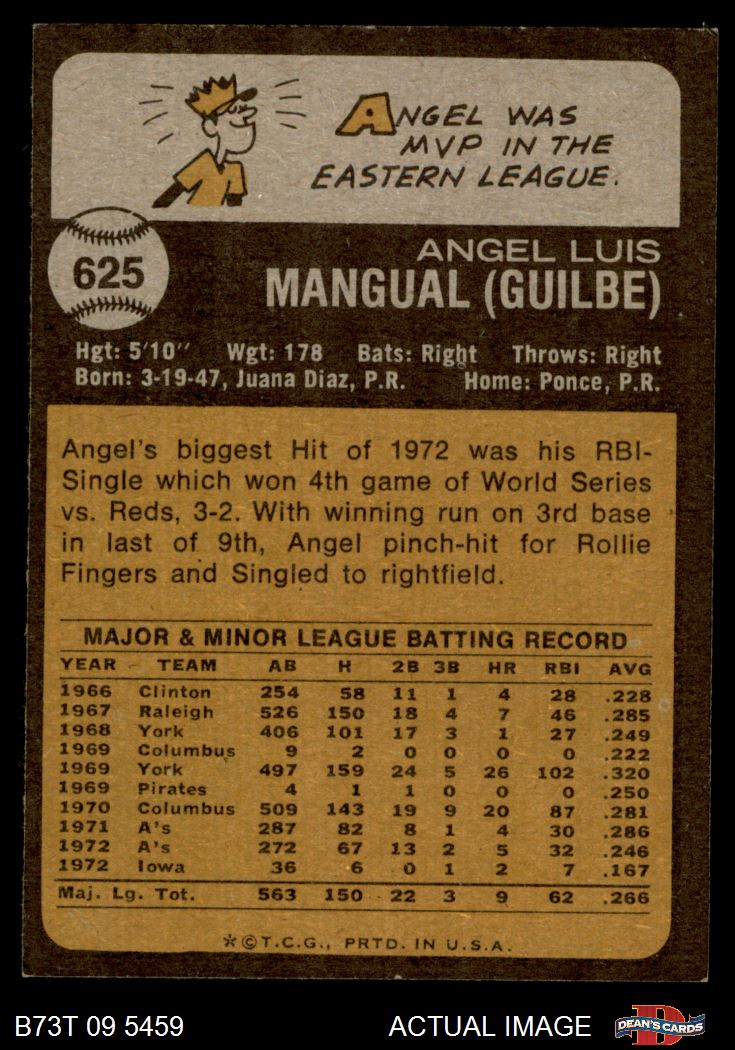 ANGEL WAS
MVP IN THE
EASTERN LEAGUE.
625
ANGEL LUIS
MANGUAL (GUILBE)
Hgt: 5'10" Wgt: 178 Bats: Right Throws: Right
Born: 3-19-47, Juana Diaz, P.R. Home: Ponce, P.R.
Angel's biggest Hit of 1972 was his RBI-
Single which won 4th game of World Series
vs. Reds, 3-2. With winning run on 3rd base
in last of 9th, Angel pinch-hit for Rollie
Fingers and Singled to rightfield.
MAJOR & MINOR LEAGUE BATTING RECORD
YEAR TEAM AB H 2B 3B HR RBI AVG
1966 Clinton 254 58 11 1 4 28 .228
1967 Raleigh 526 150 18 4 7 46 .285
1968 York 406 101 17 3 1 27 .249
1969 Columbus 9 2 0 0 0 0 .222
1969 York 497 159 24 5 26 102 .320
1969 Pirates 4 1 1 0 0 0 .250
1970 Columbus 509 143 19 9 20 87 .281
1971 A's 287 82 8 1 4 30 .286
1972 A's 272 67 13 2 5 32 .246
1972 Iowa 36 6 0 1 2 7 .167
Maj. Lg. Tot. 563 150 22 3 9 62 .266
*©T.C.G., PRTD. IN U.S.A.
B73T 09 5459 ACTUAL IMAGE DEAN'S CARDS